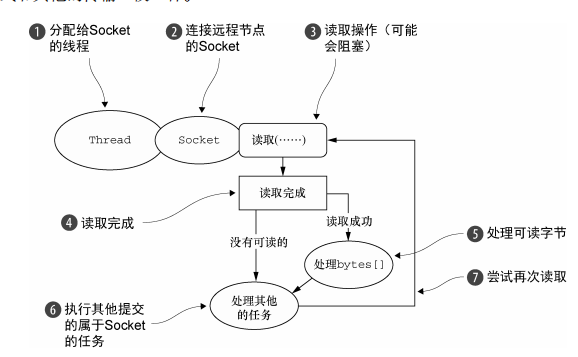 ❶ 分配给Socket
的线程
❷ 连接远程节点
的Socket
❸ 读取操作（可能
会阻塞）
Thread
Socket
读取(……)
❹ 读取完成
读取完成
读取成功
没有可读的
❺ 处理可读字节
处理bytes[]
❼ 尝试再次读取
❻ 执行其他提交
的属于Socket
的任务
处理其他
的任务